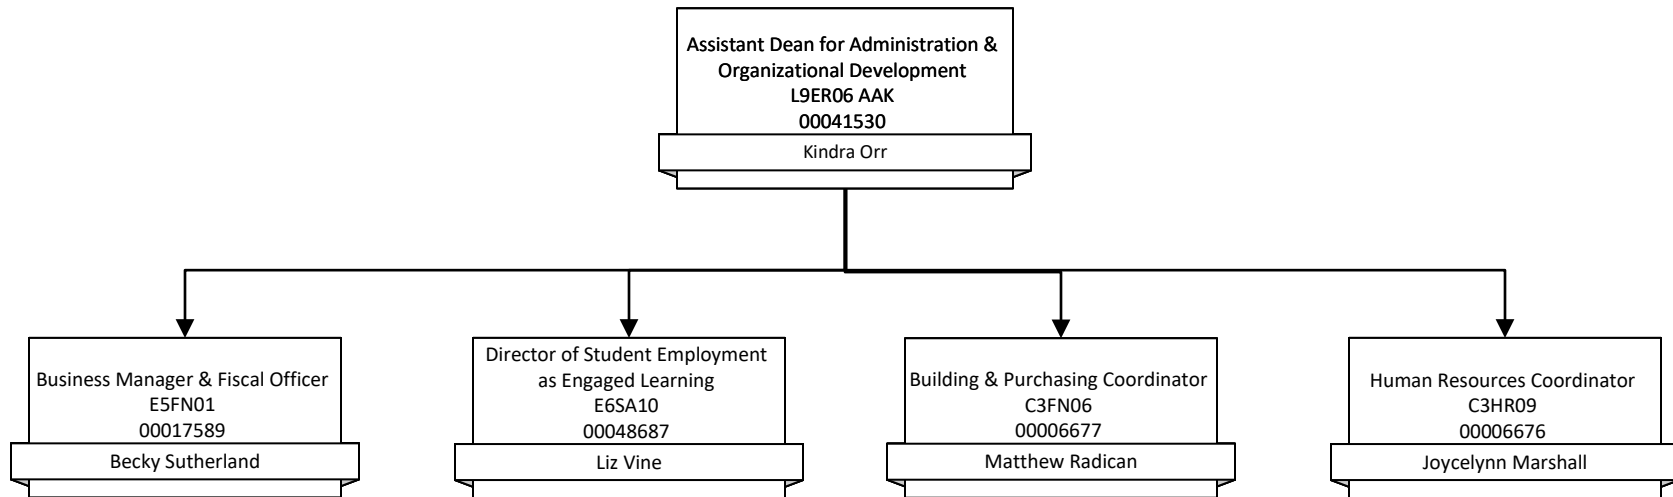 Assistant Dean for Administration &
Organizational Development
L9ER06 AAK
00041530
Kindra Orr
Business Manager & Fiscal Officer
E5FN01
00017589
Becky Sutherland
Director of Student Employment
as Engaged Learning
E6SA10
00048687
Liz Vine
Building & Purchasing Coordinator
C3FN06
00006677
Matthew Radican
Human Resources Coordinator
C3HR09
00006676
Joycelynn Marshall